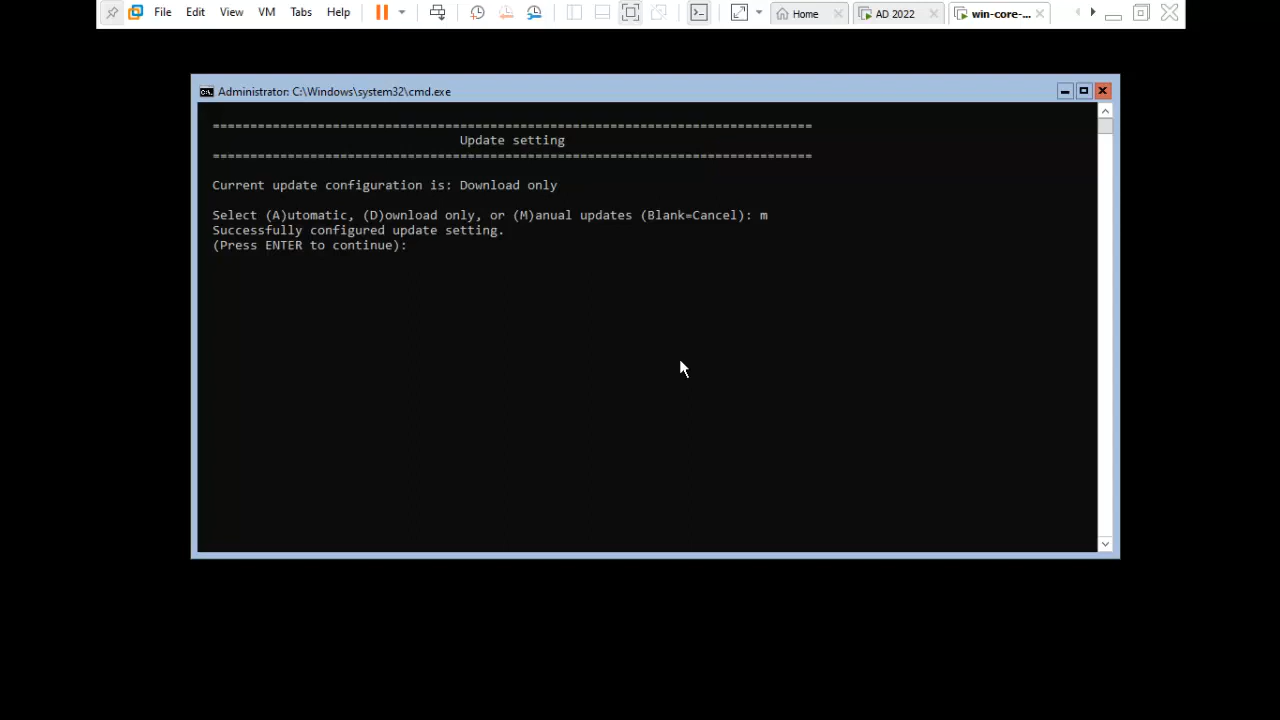 File Edit View VM Tabs Help Home AD 2022 win-core-...
Administrator: C:\Windows\system32\cmd.exe
================================================================================
Update setting
================================================================================
Current update configuration is: Download only
Select (A)utomatic, (D)ownload only, or (M)anual updates (Blank=Cancel): m
Successfully configured update setting.
(Press ENTER to continue):